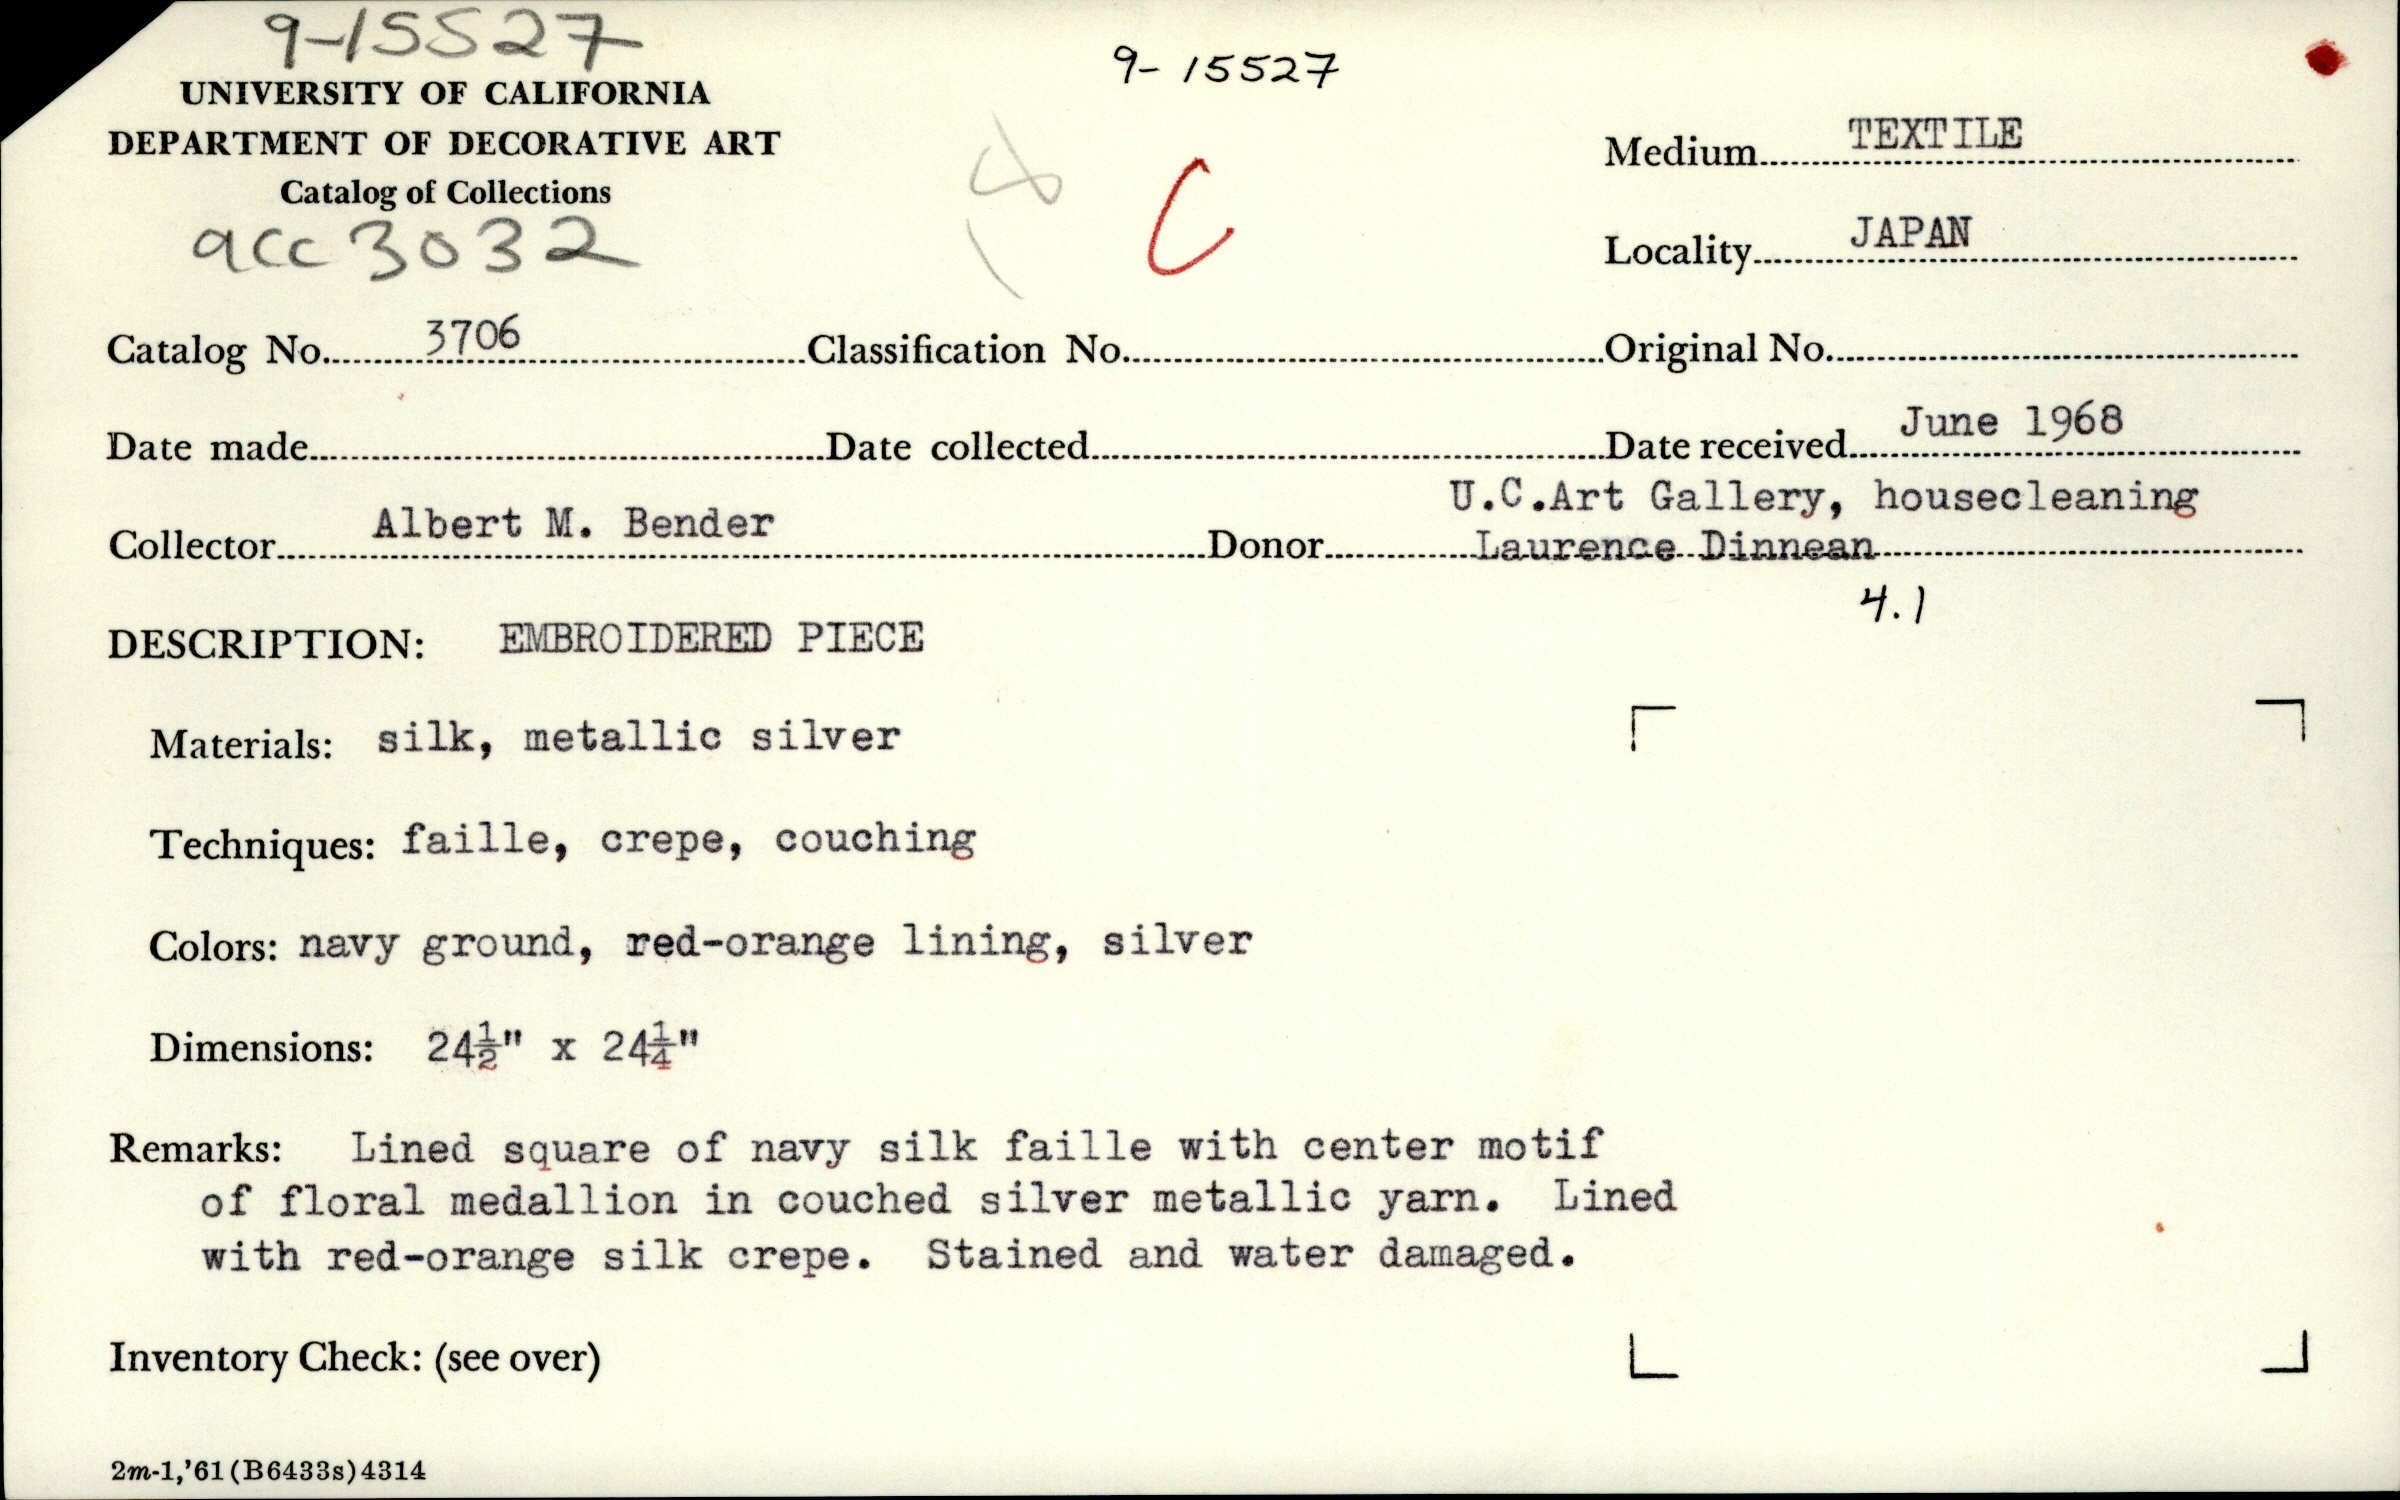 9-15527
9- 15527
UNIVERSITY OF CALIFORNIA
DEPARTMENT OF DECORATIVE ART
Catalog of Collections
acc 3032
C
Medium TEXTILE
Locality JAPAN
Catalog No. 3706 Classification No. Original No.
Date made Date collected Date received June 1968
Collector Albert M. Bender Donor U.C.Art Gallery, housecleaning
Laurence Dinnean
4.1
DESCRIPTION: EMBROIDERED PIECE
Materials: silk, metallic silver
Techniques: faille, crepe, couching
Colors: navy ground, red-orange lining, silver
Dimensions: 24½" x 24¼"
Remarks: Lined square of navy silk faille with center motif
of floral medallion in couched silver metallic yarn. Lined
with red-orange silk crepe. Stained and water damaged.
Inventory Check: (see over)
2m-1,'61(B6433s)4314